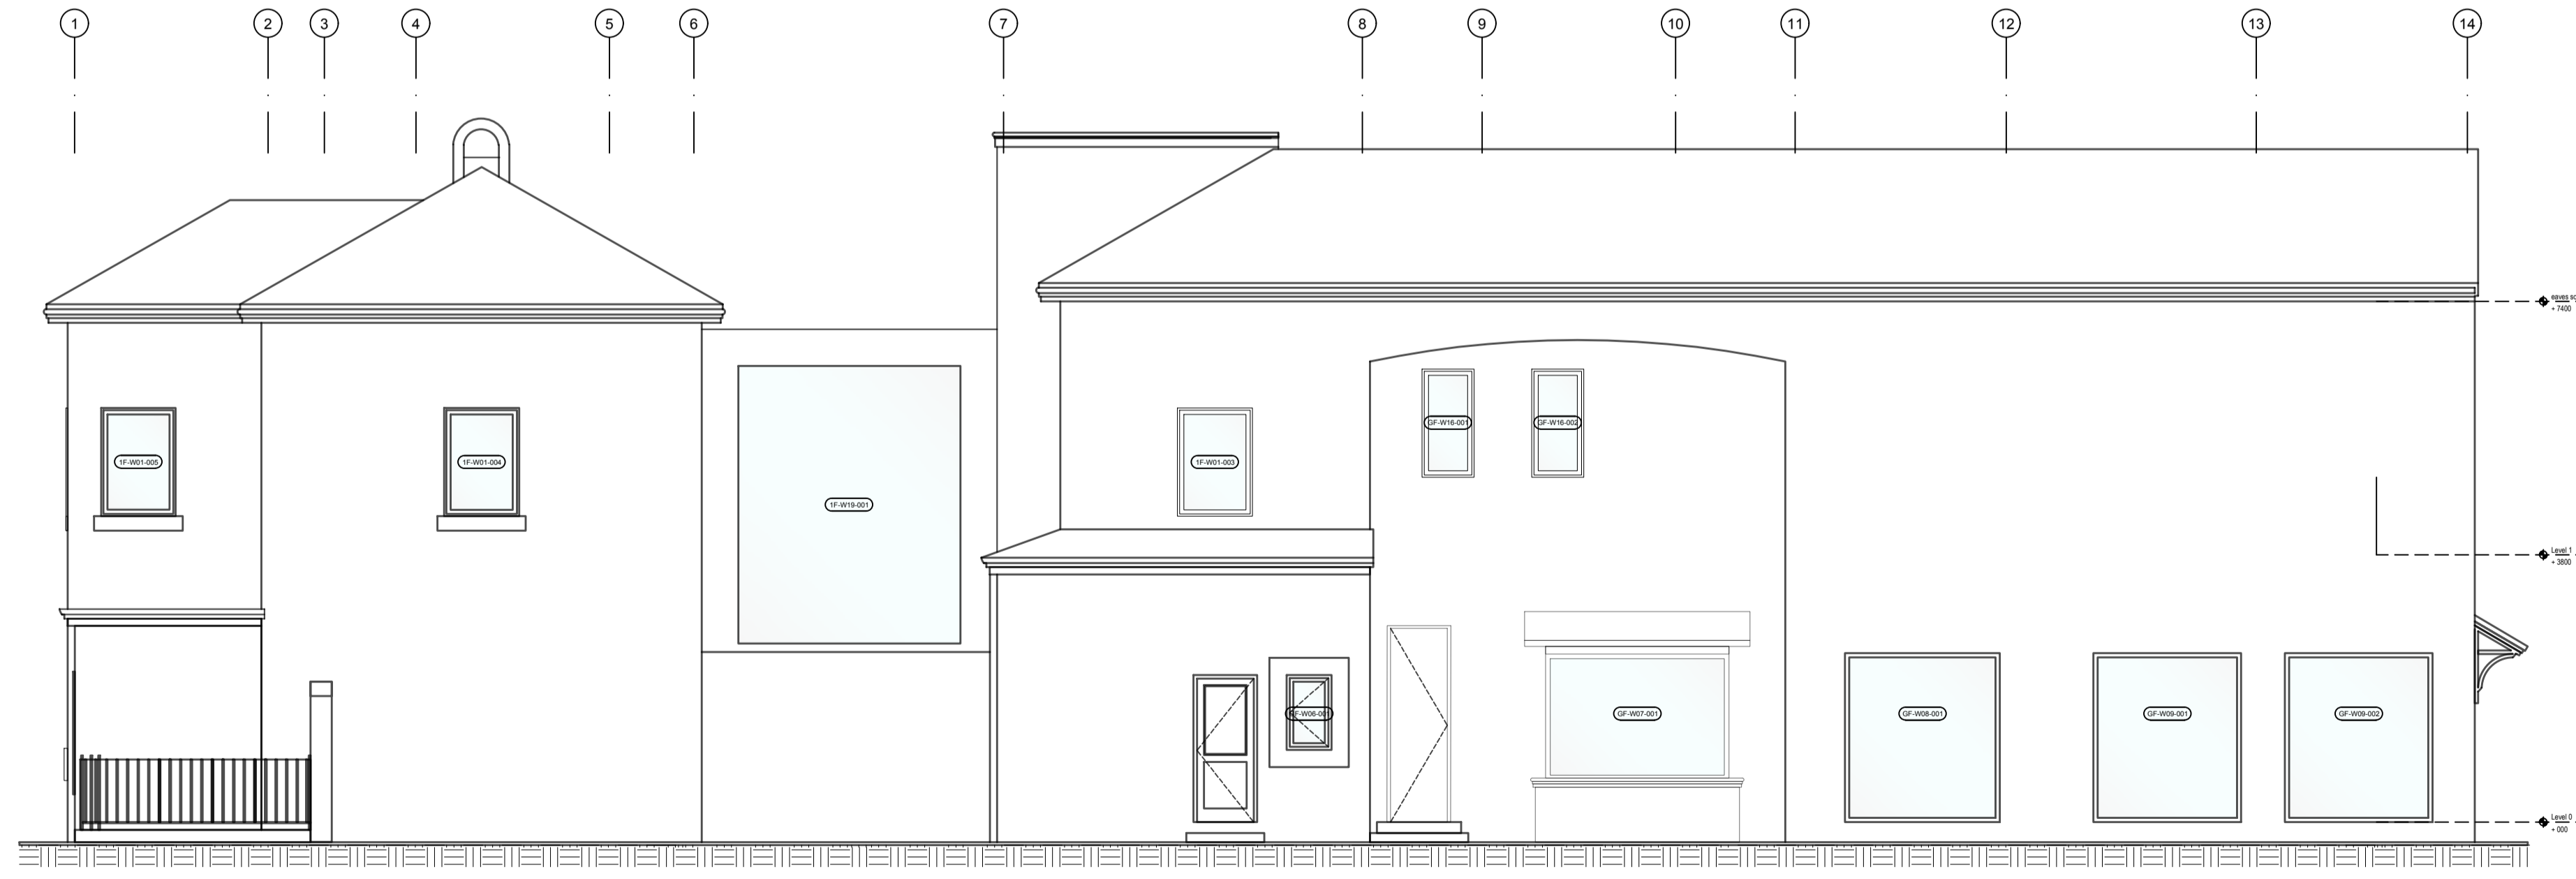 1 2 3 4 5 6 7 8 9 10 11 12 13 14
eaves so
+ 7400
GF-W16-001 GF-W16-002
1F-W01-005 1F-W01-004 1F-W01-003
1F-W19-001
Level 1
+ 3800
GF-W06-001 GF-W07-001 GF-W08-001 GF-W09-001 GF-W09-002
Level 0
+ 000